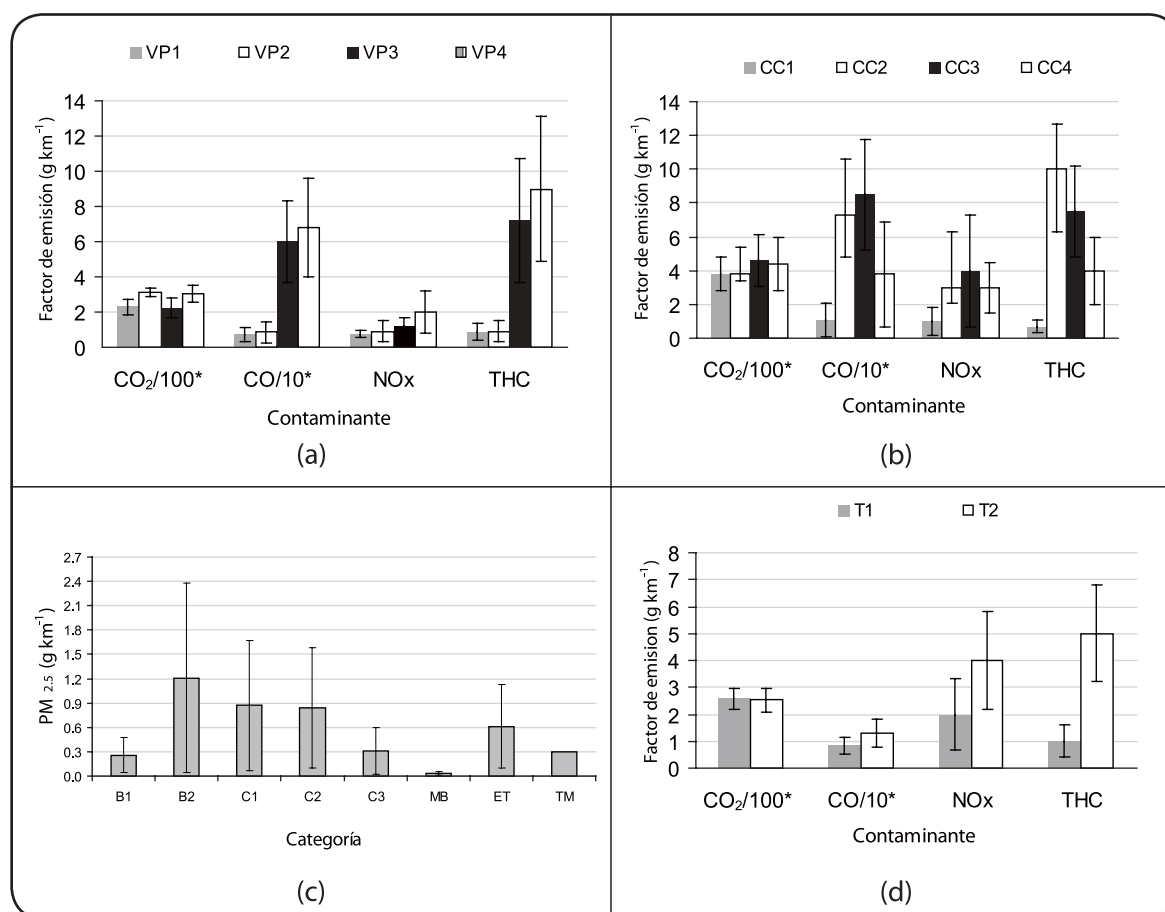 VP1 VP2 VP3 VP4
Factor de emisión (g km⁻¹)
14
12
10
8
6
4
2
0
CO₂/100* CO/10* NOx THC
Contaminante
(a)
CC1 CC2 CC3 CC4
Factor de emisión (g km⁻¹)
14
12
10
8
6
4
2
0
CO₂/100* CO/10* NOx THC
Contaminante
(b)
PM 2.5 (g km⁻¹)
2.7
2.4
2.1
1.8
1.5
1.2
0.9
0.6
0.3
0.0
B1 B2 C1 C2 C3 MB ET TM
Categoría
(c)
T1 T2
Factor de emision (g km⁻¹)
8
7
6
5
4
3
2
1
0
CO₂/100* CO/10* NOx THC
Contaminante
(d)